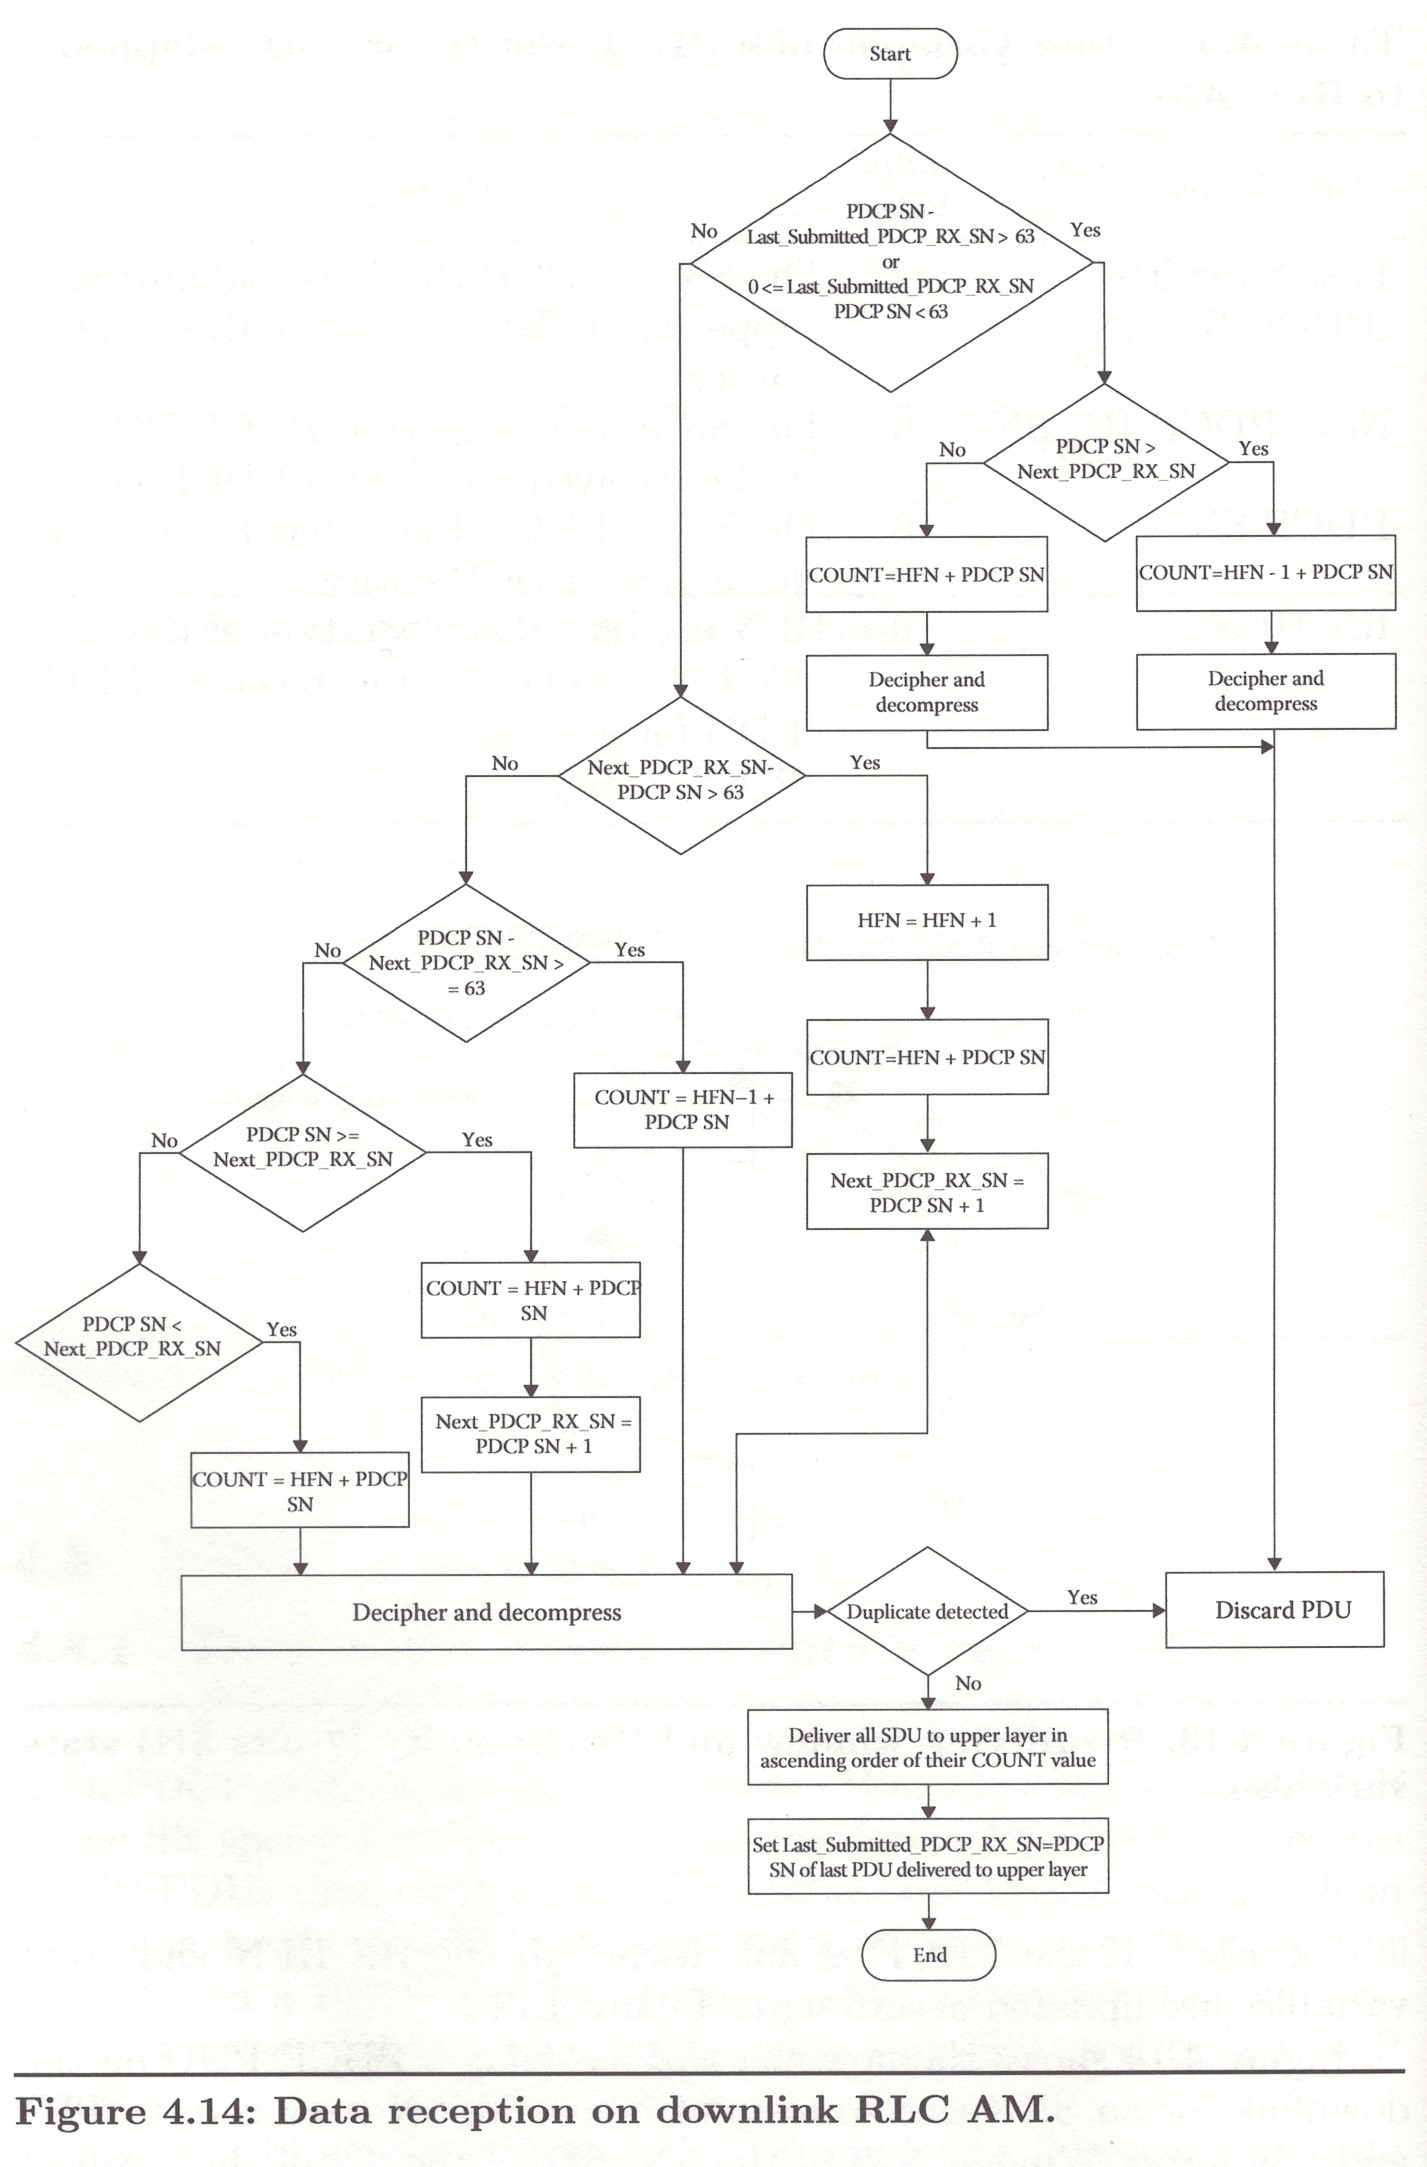 Start
PDCP SN -
Last_Submitted_PDCP_RX_SN > 63
or
0 <= Last_Submitted_PDCP_RX_SN
PDCP SN < 63
No
Yes
PDCP SN >
Next_PDCP_RX_SN
No
Yes
COUNT=HFN + PDCP SN
COUNT=HFN - 1 + PDCP SN
Decipher and
decompress
Decipher and
decompress
Next_PDCP_RX_SN-
PDCP SN > 63
No
Yes
PDCP SN -
Next_PDCP_RX_SN >
= 63
No
Yes
HFN = HFN + 1
COUNT=HFN + PDCP SN
COUNT = HFN–1 +
PDCP SN
PDCP SN >=
Next_PDCP_RX_SN
No
Yes
Next_PDCP_RX_SN =
PDCP SN + 1
COUNT = HFN + PDCP
SN
PDCP SN <
Next_PDCP_RX_SN
Yes
Next_PDCP_RX_SN =
PDCP SN + 1
COUNT = HFN + PDCP
SN
Decipher and decompress
Duplicate detected
Yes
Discard PDU
No
Deliver all SDU to upper layer in
ascending order of their COUNT value
Set Last_Submitted_PDCP_RX_SN=PDCP
SN of last PDU delivered to upper layer
End
Figure 4.14: Data reception on downlink RLC AM.